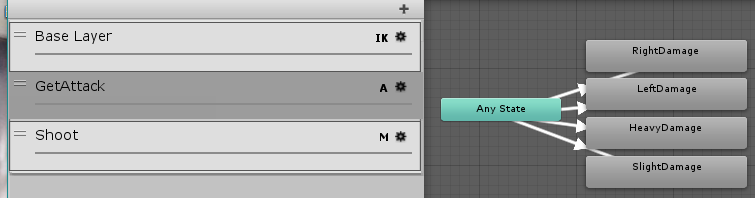 +
Base Layer IK
GetAttack A
Shoot M
RightDamage
LeftDamage
Any State
HeavyDamage
SlightDamage